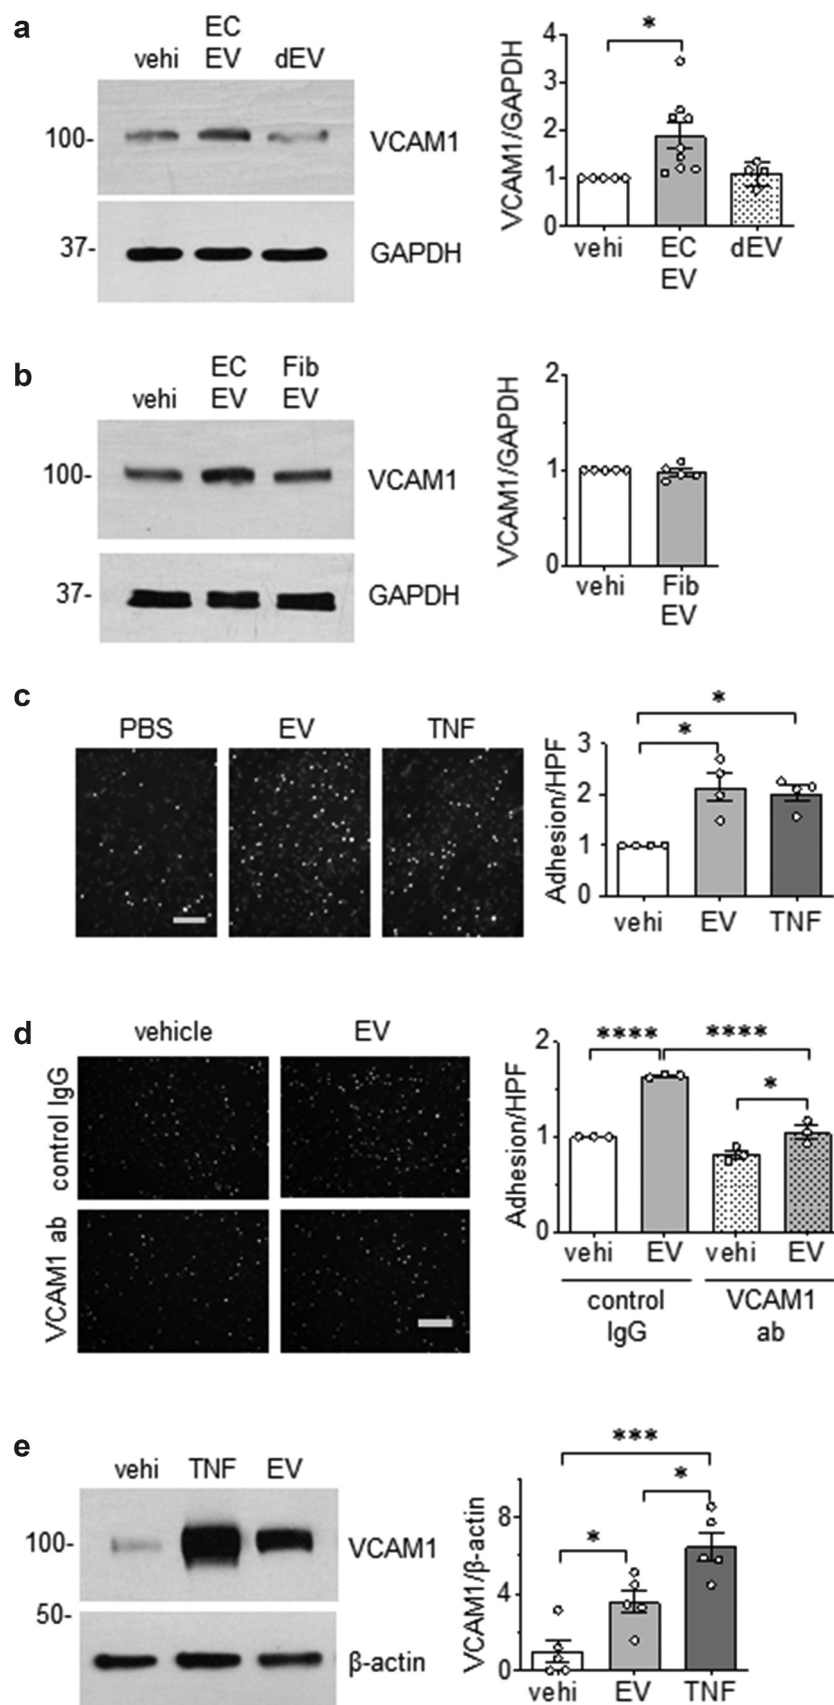 a
vehi EC EV dEV
100-
VCAM1
37-
GAPDH
VCAM1/GAPDH
4
3
2
1
0
*
vehi EC EV dEV
b
vehi EC EV Fib EV
100-
VCAM1
37-
GAPDH
VCAM1/GAPDH
2
1
0
vehi Fib EV
c
PBS EV TNF
Adhesion/HPF
3
2
1
0
*
*
vehi EV TNF
d
vehicle EV
control IgG
VCAM1 ab
Adhesion/HPF
2
1
0
**** ****
*
vehi EV vehi EV
control IgG
VCAM1 ab
e
vehi TNF EV
100-
VCAM1
50-
β-actin
VCAM1/β-actin
8
4
0
***
*
*
vehi EV TNF